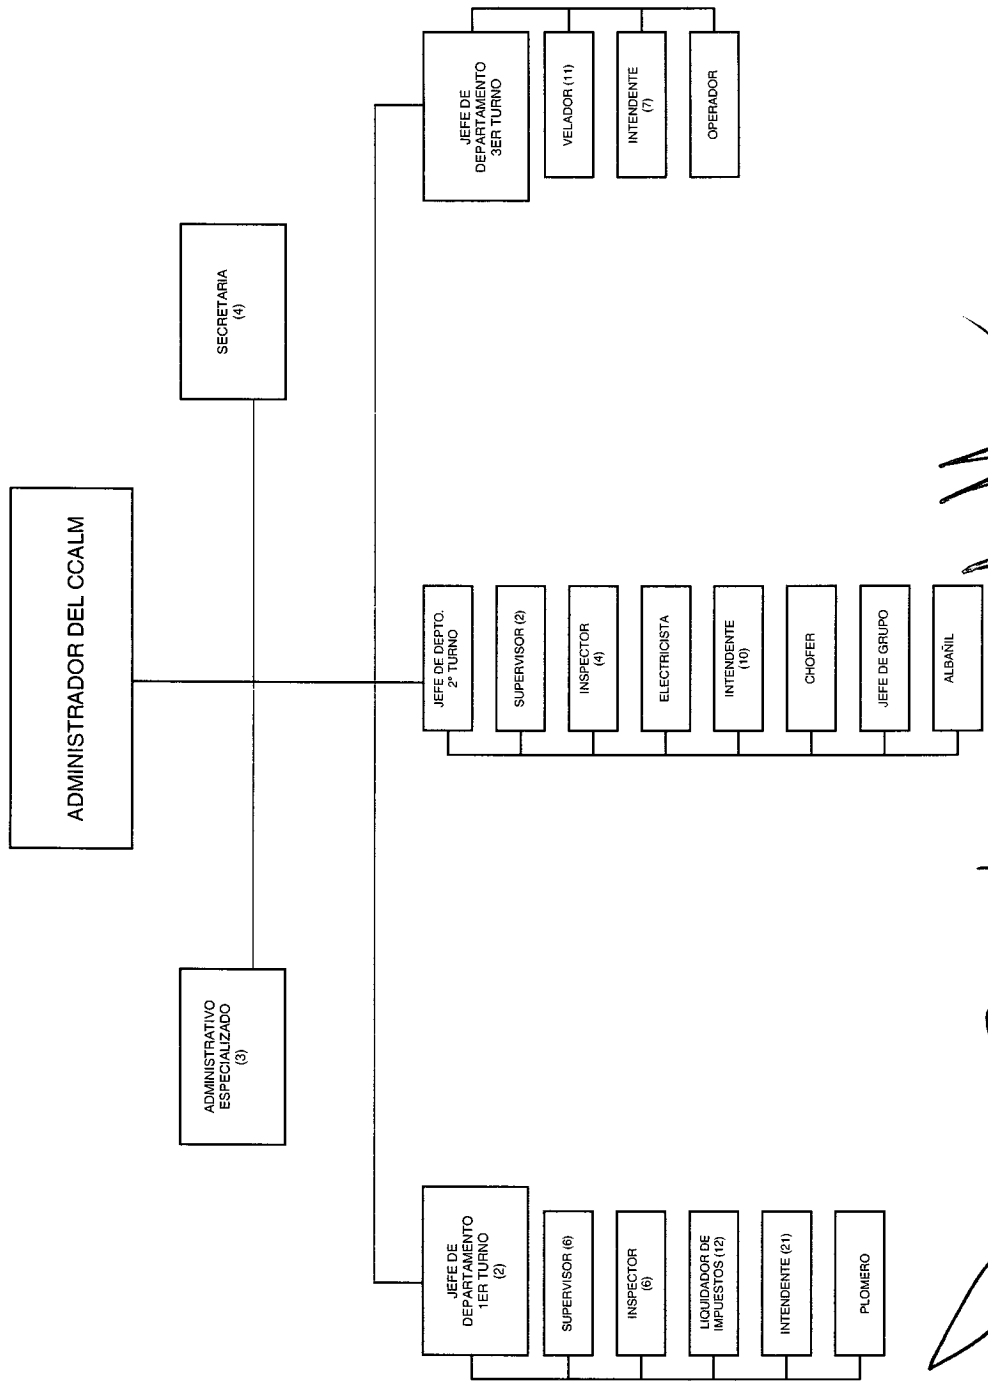 ADMINISTRADOR DEL CCALM
ADMINISTRATIVO
ESPECIALIZADO
(3)
SECRETARIA
(4)
JEFE DE
DEPARTAMENTO
1ER TURNO
(2)
SUPERVISOR (6)
INSPECTOR
(6)
LIQUIDADOR DE
IMPUESTOS (12)
INTENDENTE (21)
PLOMERO
JEFE DE DEPTO.
2º TURNO
SUPERVISOR (2)
INSPECTOR
(4)
ELECTRICISTA
INTENDENTE
(10)
CHOFER
JEFE DE GRUPO
ALBAÑIL
JEFE DE
DEPARTAMENTO
3ER TURNO
VELADOR (11)
INTENDENTE
(7)
OPERADOR